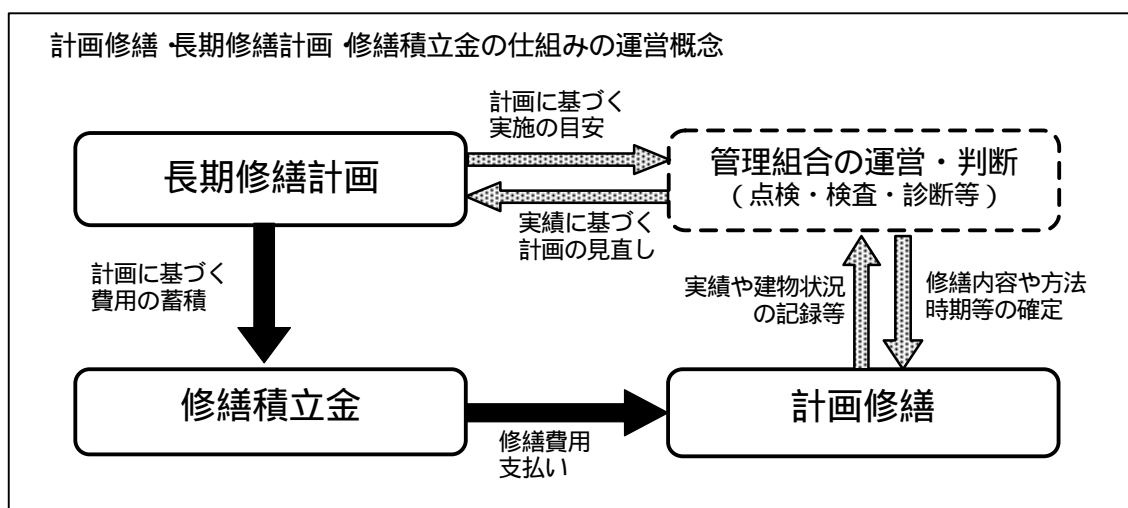 計画修繕・長期修繕計画・修繕積立金の仕組みの運営概念
計画に基づく
実施の目安
長期修繕計画
管理組合の運営・判断
（点検・検査・診断等）
実績に基づく
計画の見直し
計画に基づく
費用の蓄積
実績や建物状況
の記録等
修繕内容や方法
時期等の確定
修繕積立金
計画修繕
修繕費用
支払い